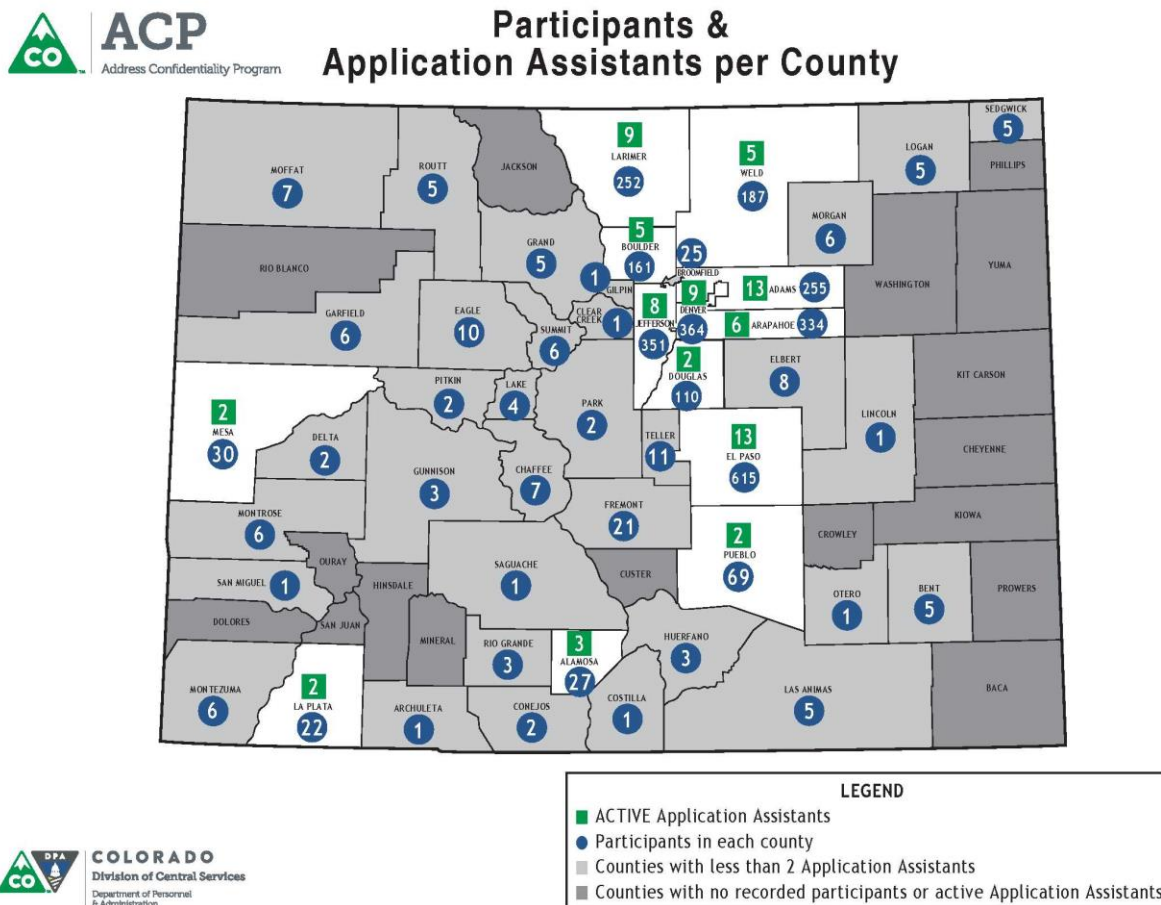 ACP
Address Confidentiality Program
CO
Participants &
Application Assistants per County
SEDGWICK
5
LOGAN
5
PHILLIPS
9
LARIMER
252
5
WELD
187
MOFFAT
7
ROUTT
5
JACKSON
MORGAN
6
5
BOULDER
161
25
BROOMFIELD
GRAND
5
1
GILPIN
RIO BLANCO
YUMA
WASHINGTON
13
ADAMS
255
9
DENVER
364
8
JEFFERSON
351
CLEAR
CREEK
1
6
ARAPAHOE
334
GARFIELD
6
EAGLE
10
SUMMIT
6
2
DOUGLAS
110
ELBERT
8
KIT CARSON
PITKIN
2
LAKE
4
PARK
2
LINCOLN
1
2
MESA
30
DELTA
2
TELLER
11
13
EL PASO
615
CHEYENNE
GUNNISON
3
CHAFFEE
7
FREMONT
21
KIOWA
MONTROSE
6
OURAY
2
PUEBLO
69
CROWLEY
SAGUACHE
1
CUSTER
SAN MIGUEL
1
HINSDALE
OTERO
1
BENT
5
PROWERS
DOLORES
SAN JUAN
MINERAL
RIO GRANDE
3
3
ALAMOSA
27
HUERFANO
3
MONTEZUMA
6
2
LA PLATA
22
ARCHULETA
1
CONEJOS
2
COSTILLA
1
LAS ANIMAS
5
BACA
LEGEND
ACTIVE Application Assistants
Participants in each county
Counties with less than 2 Application Assistants
Counties with no recorded participants or active Application Assistants
CO
DPA
COLORADO
Division of Central Services
Department of Personnel
& Administration